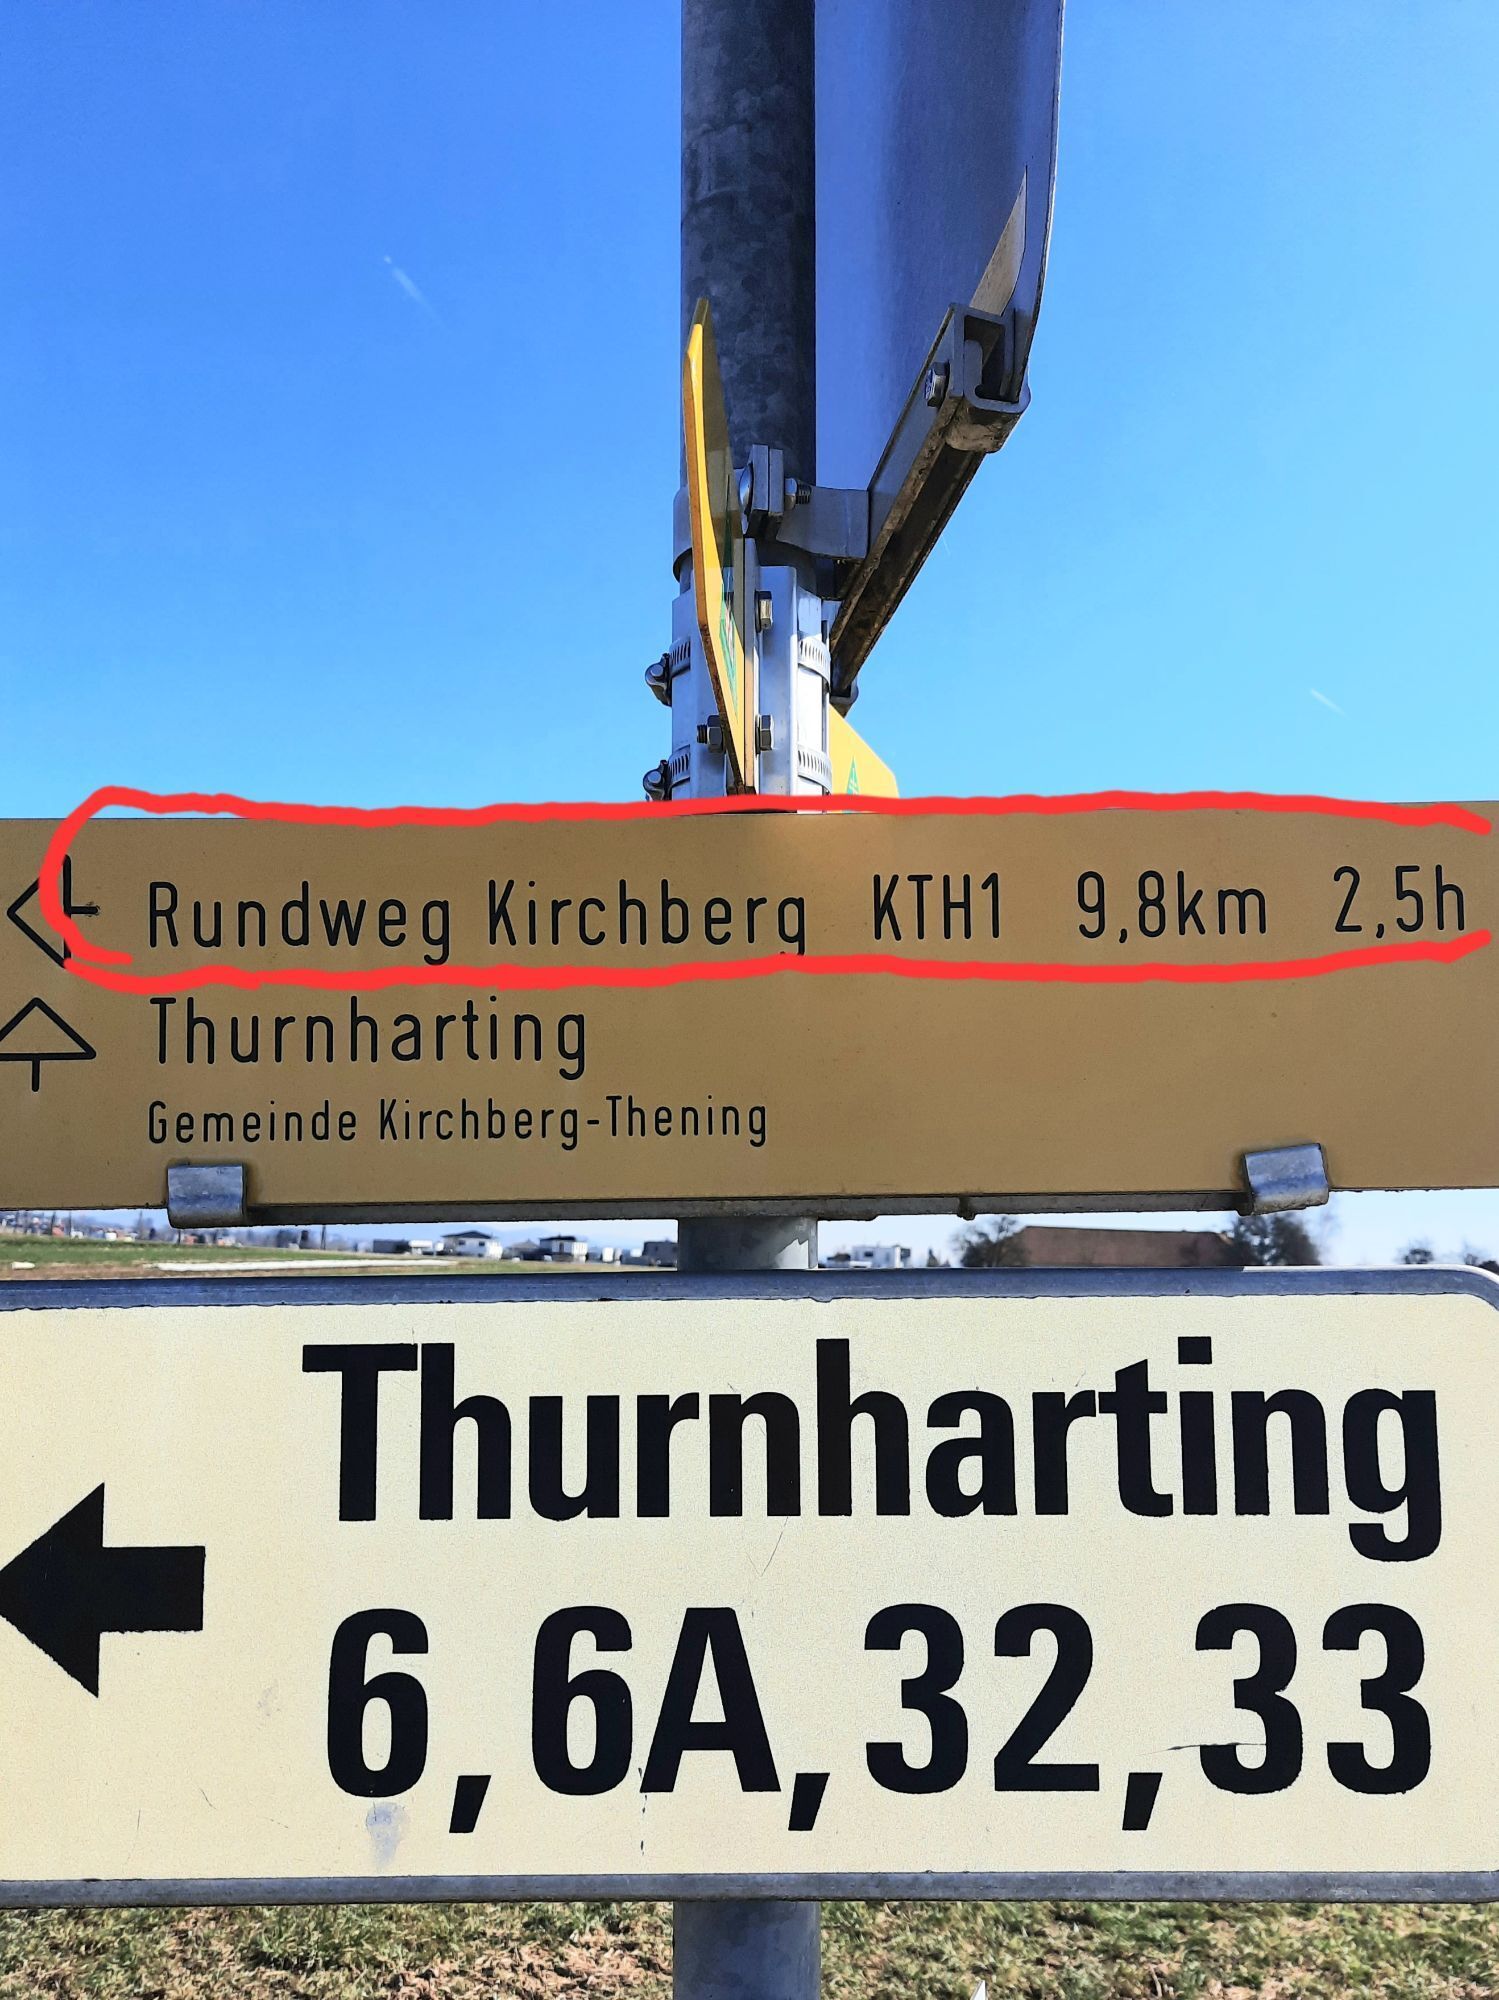 Rundweg Kirchberg KTH1 9,8km 2,5h
Thurnharting
Gemeinde Kirchberg-Thening
Thurnharting
6, 6A, 32, 33